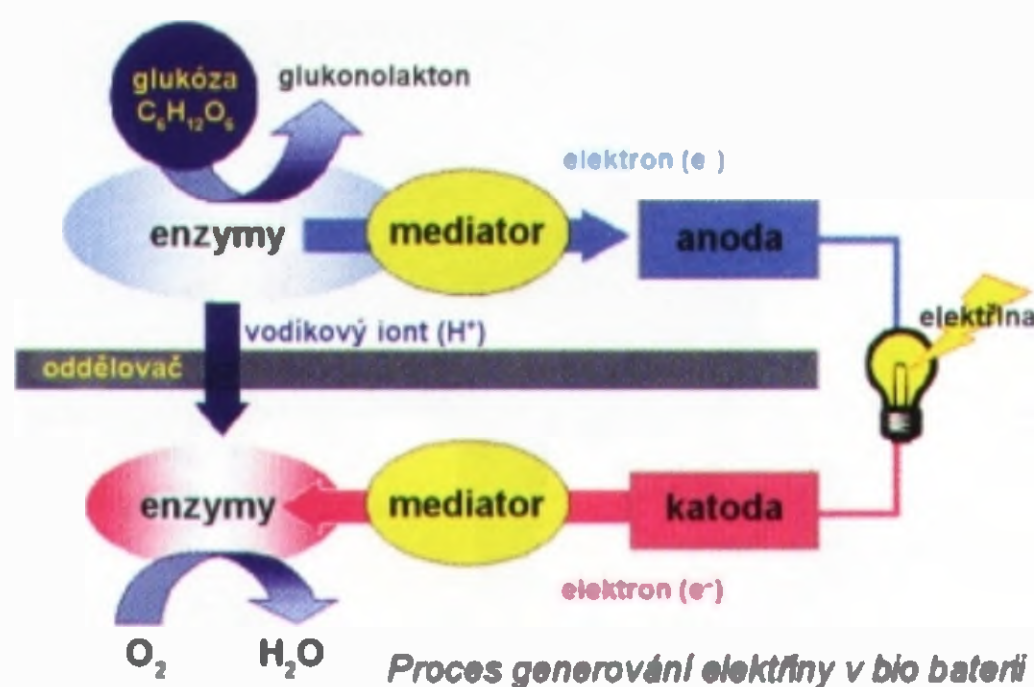 glukóza
C₆H₁₂O₆
glukonolakton
elektron (e⁻)
enzymy
mediator
anoda
elektřina
vodíkový iont (H⁺)
oddělovač
enzymy
mediator
katoda
elektron (e⁻)
O₂
H₂O
Proces generování elektřiny v bio baterii